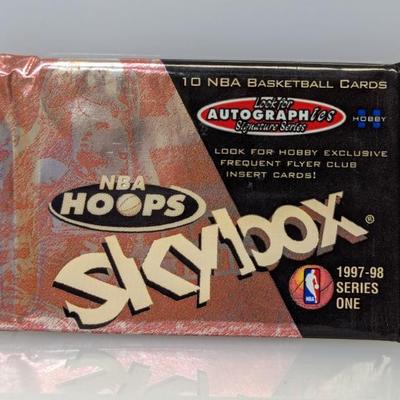 10 NBA BASKETBALL CARDS
Look for
AUTOGRAPHICS
Signature Series
H
HOBBY
LOOK FOR HOBBY EXCLUSIVE
FREQUENT FLYER CLUB
INSERT CARDS!
NBA
HOOPS
Skybox®
NBA
1997-98
SERIES
ONE